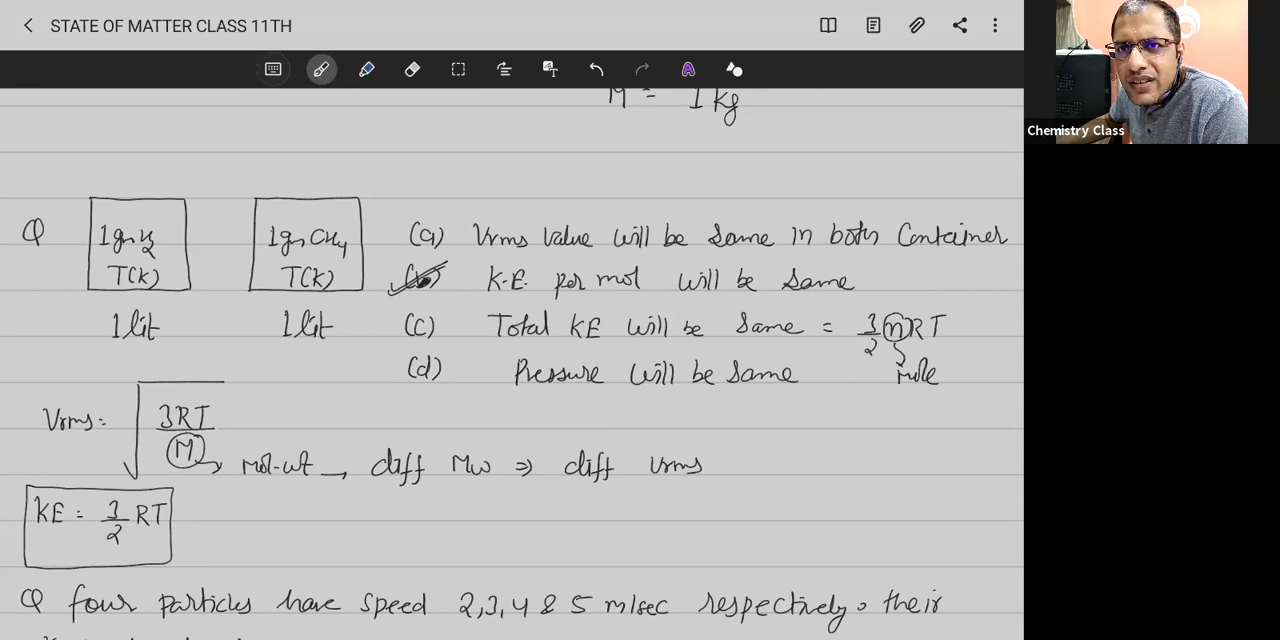 STATE OF MATTER CLASS 11TH
M = 1 Kg
Chemistry Class
Q
1gm H2
T(K)
1 lit
1gm CH4
T(K)
1 lit
(a) Vrms value will be same in both Container
(b) K.E. per mol will be same
(c) Total KE will be same = 3/2 nRT
mole
(d) Pressure will be same
Vrms = √3RT/M
Mol-wt → diff Mw ⇒ diff Vrms
KE = 3/2 RT
Q four particles have speed 2,3,4 & 5 m/sec respectively. their